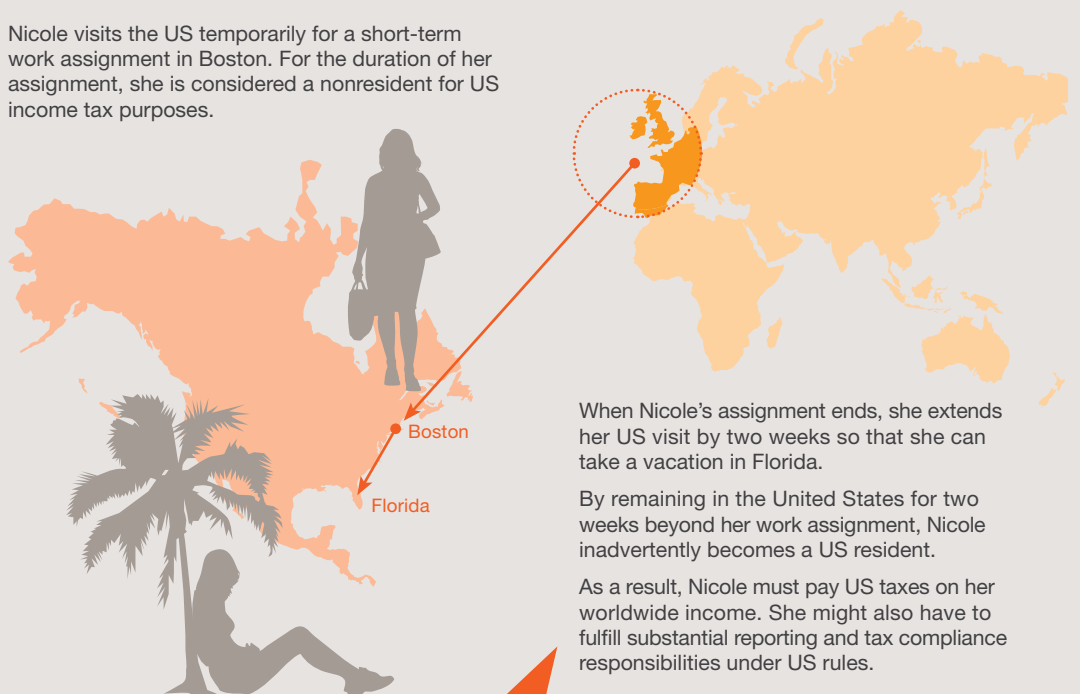 Nicole visits the US temporarily for a short-term
work assignment in Boston. For the duration of her
assignment, she is considered a nonresident for US
income tax purposes.
Boston
Florida
When Nicole’s assignment ends, she extends
her US visit by two weeks so that she can
take a vacation in Florida.
By remaining in the United States for two
weeks beyond her work assignment, Nicole
inadvertently becomes a US resident.
As a result, Nicole must pay US taxes on her
worldwide income. She might also have to
fulfill substantial reporting and tax compliance
responsibilities under US rules.